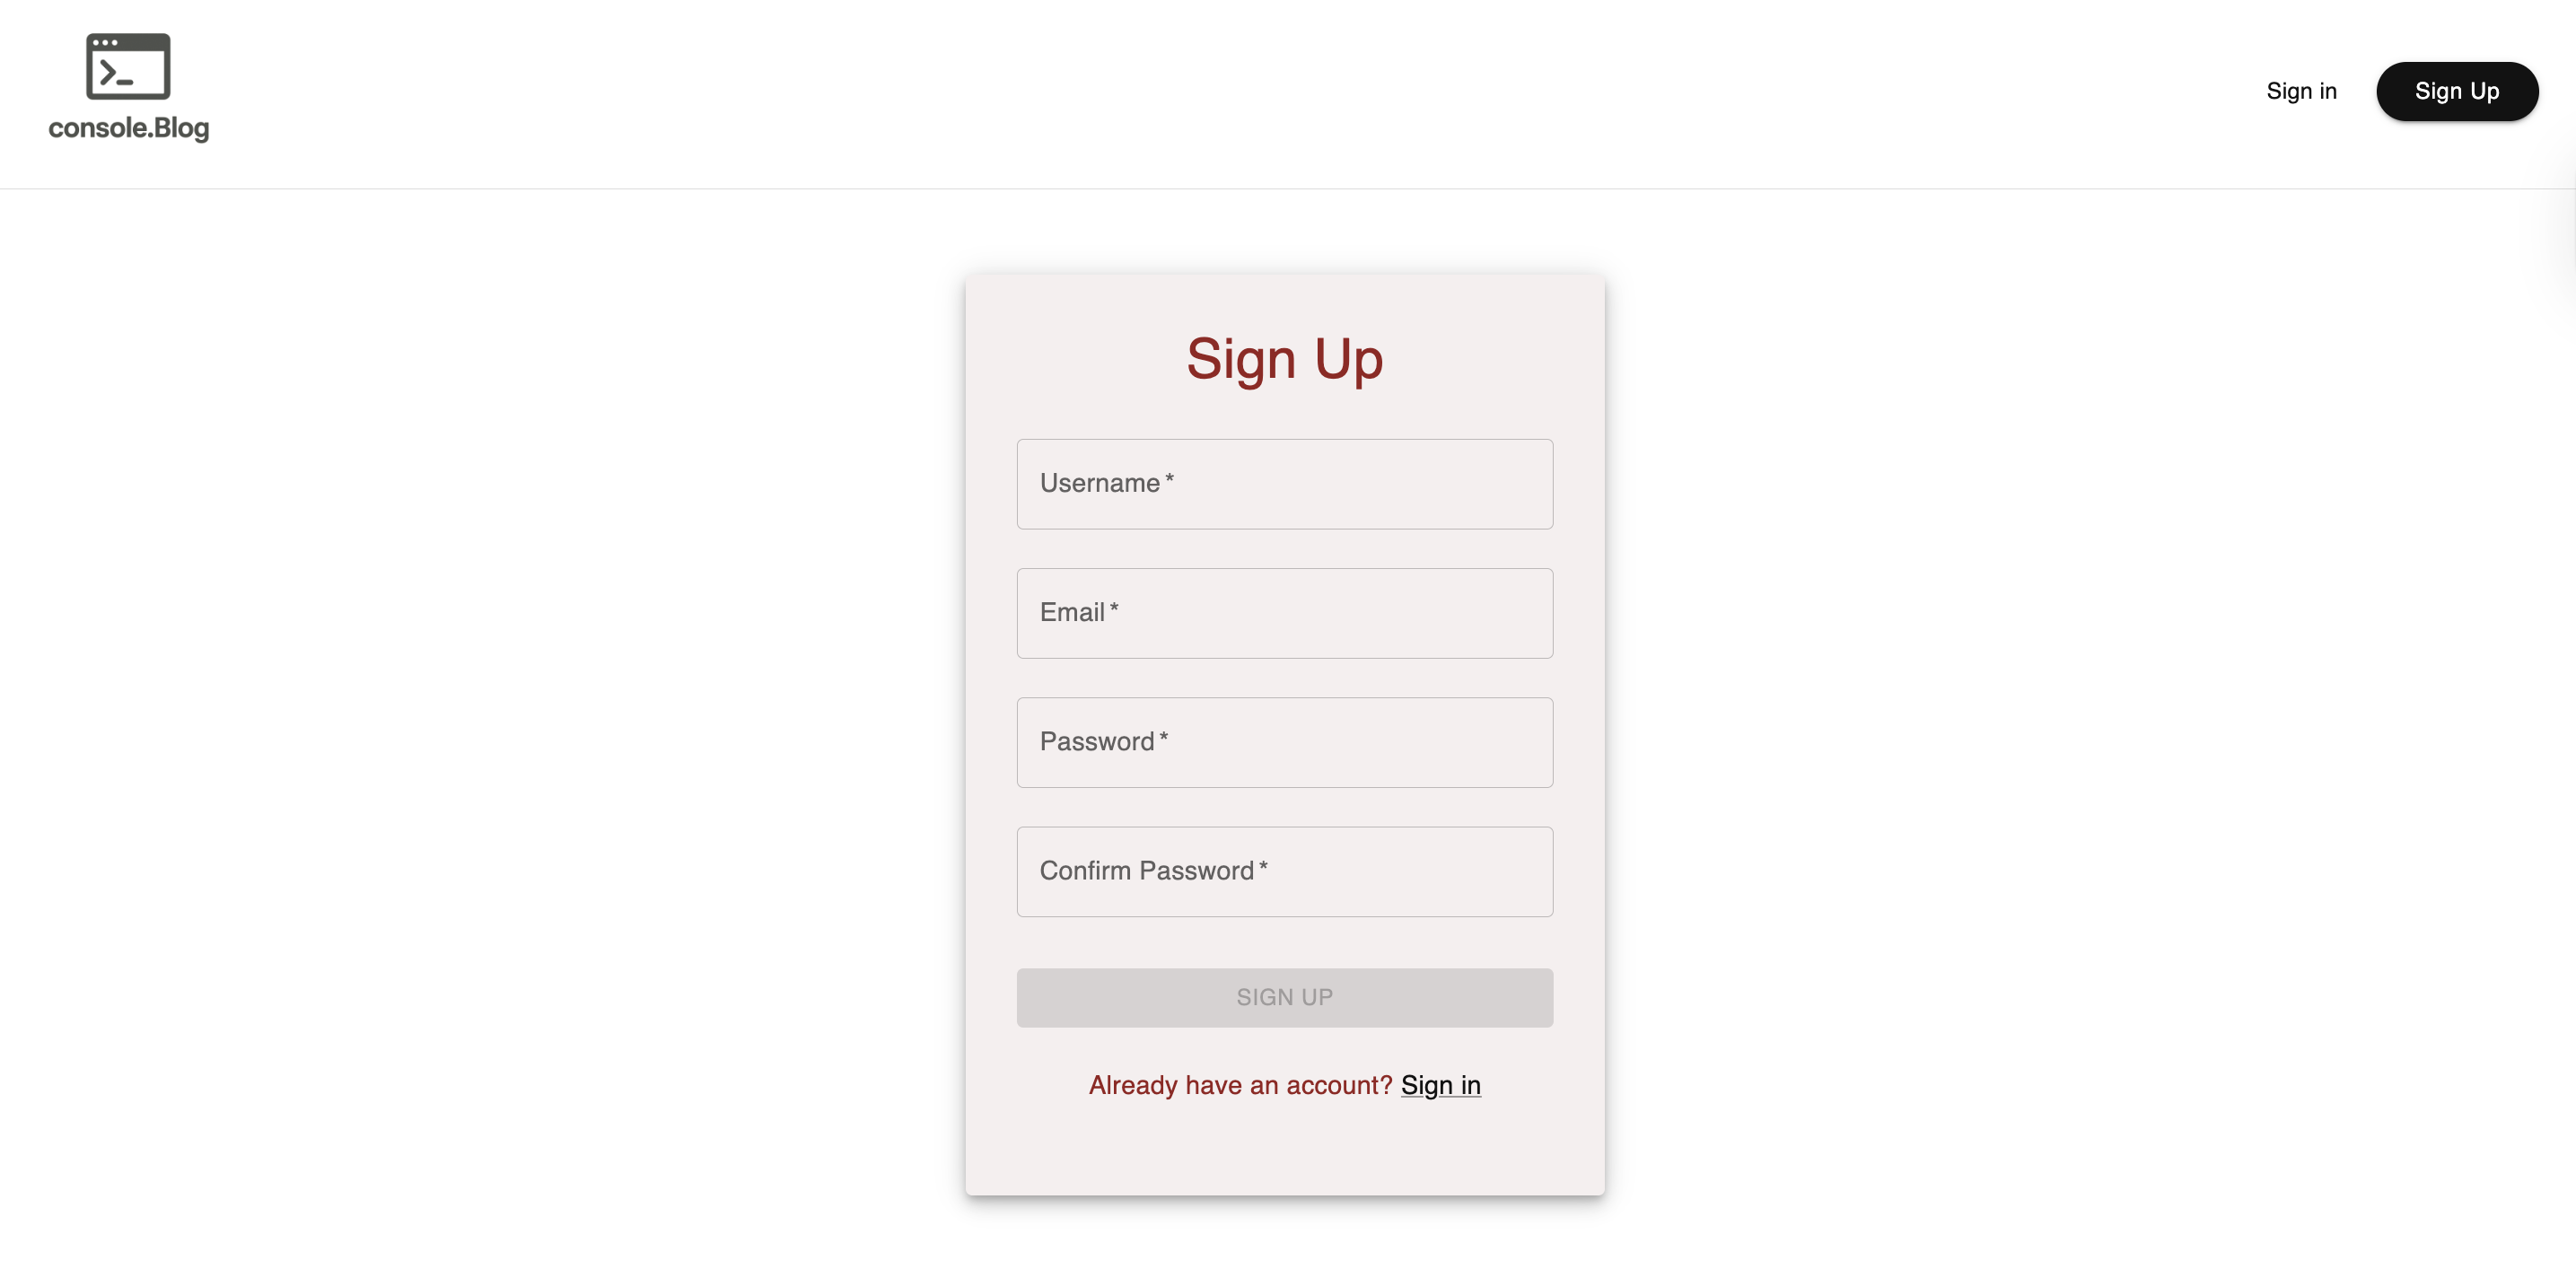 console.Blog
Sign in
Sign Up
Sign Up
Username *
Email *
Password *
Confirm Password *
SIGN UP
Already have an account? Sign in